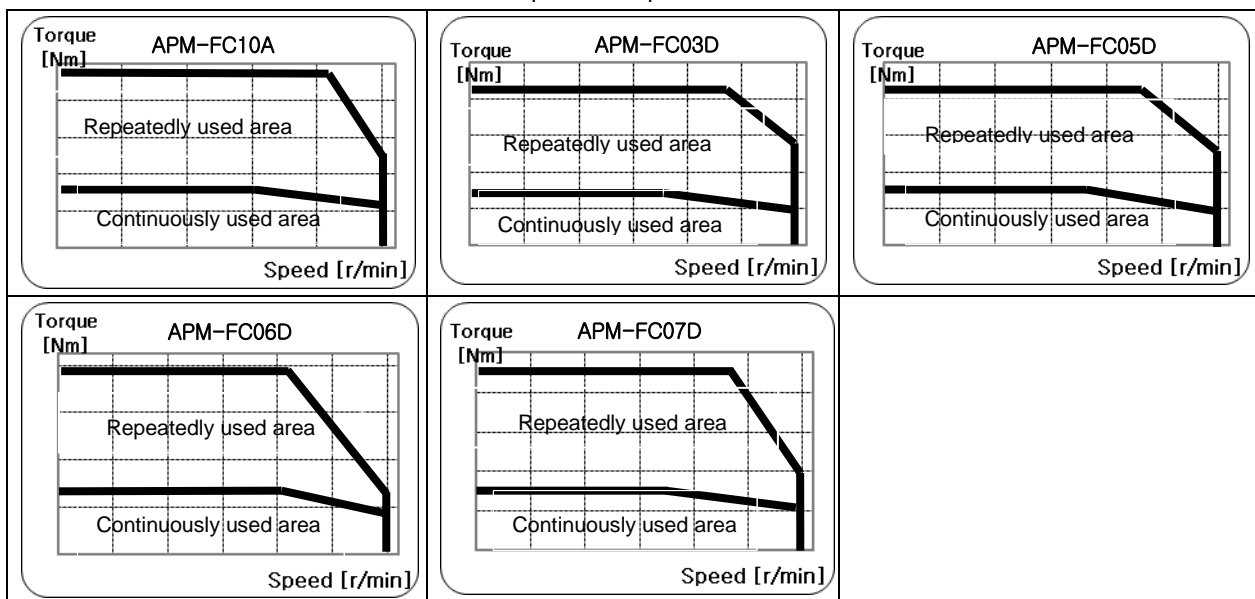 Torque
[Nm]
APM-FC10A
Repeatedly used area
Continuously used area
Speed [r/min]
Torque
[Nm]
APM-FC03D
Repeatedly used area
Continuously used area
Speed [r/min]
Torque
[Nm]
APM-FC05D
Repeatedly used area
Continuously used area
Speed [r/min]
Torque
[Nm]
APM-FC06D
Repeatedly used area
Continuously used area
Speed [r/min]
Torque
[Nm]
APM-FC07D
Repeatedly used area
Continuously used area
Speed [r/min]